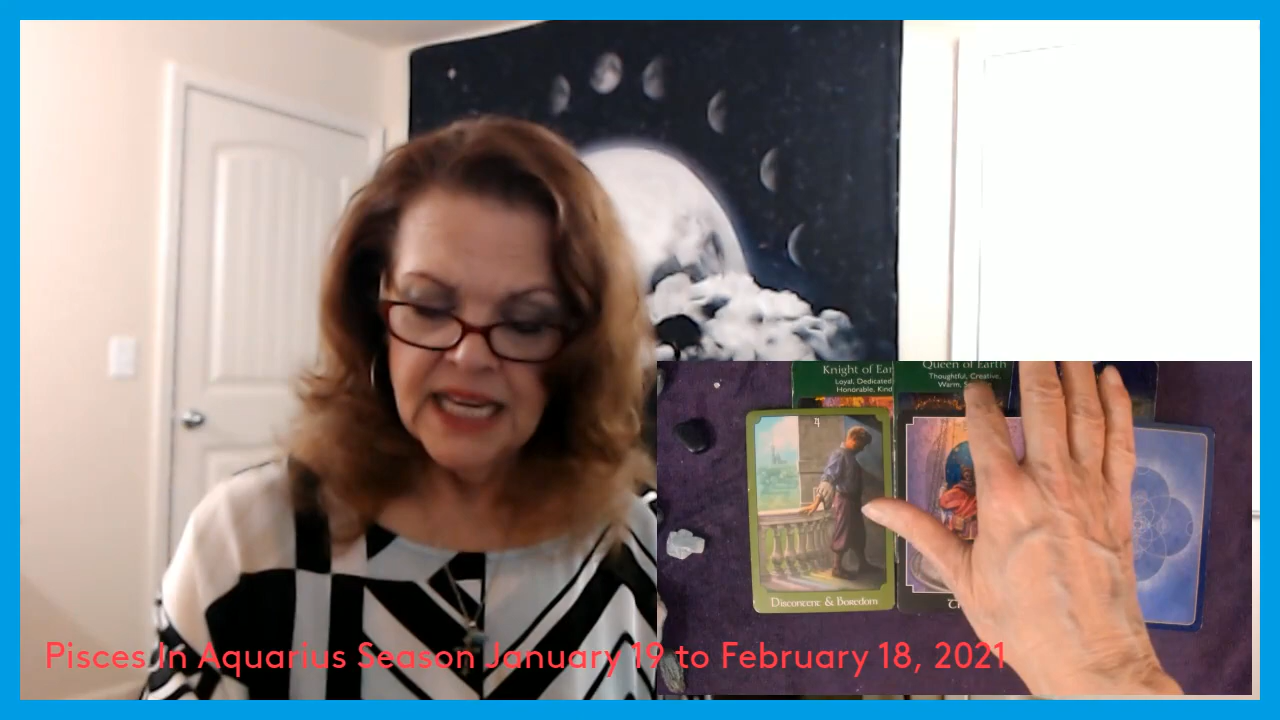 Knight of Ear
Loyal, Dedicated
Honorable, Kind
Queen of Earth
Thoughtful, Creative,
Warm,
4
Discontent & Boredom
Pisces In Aquarius Season January 19 to February 18, 2021